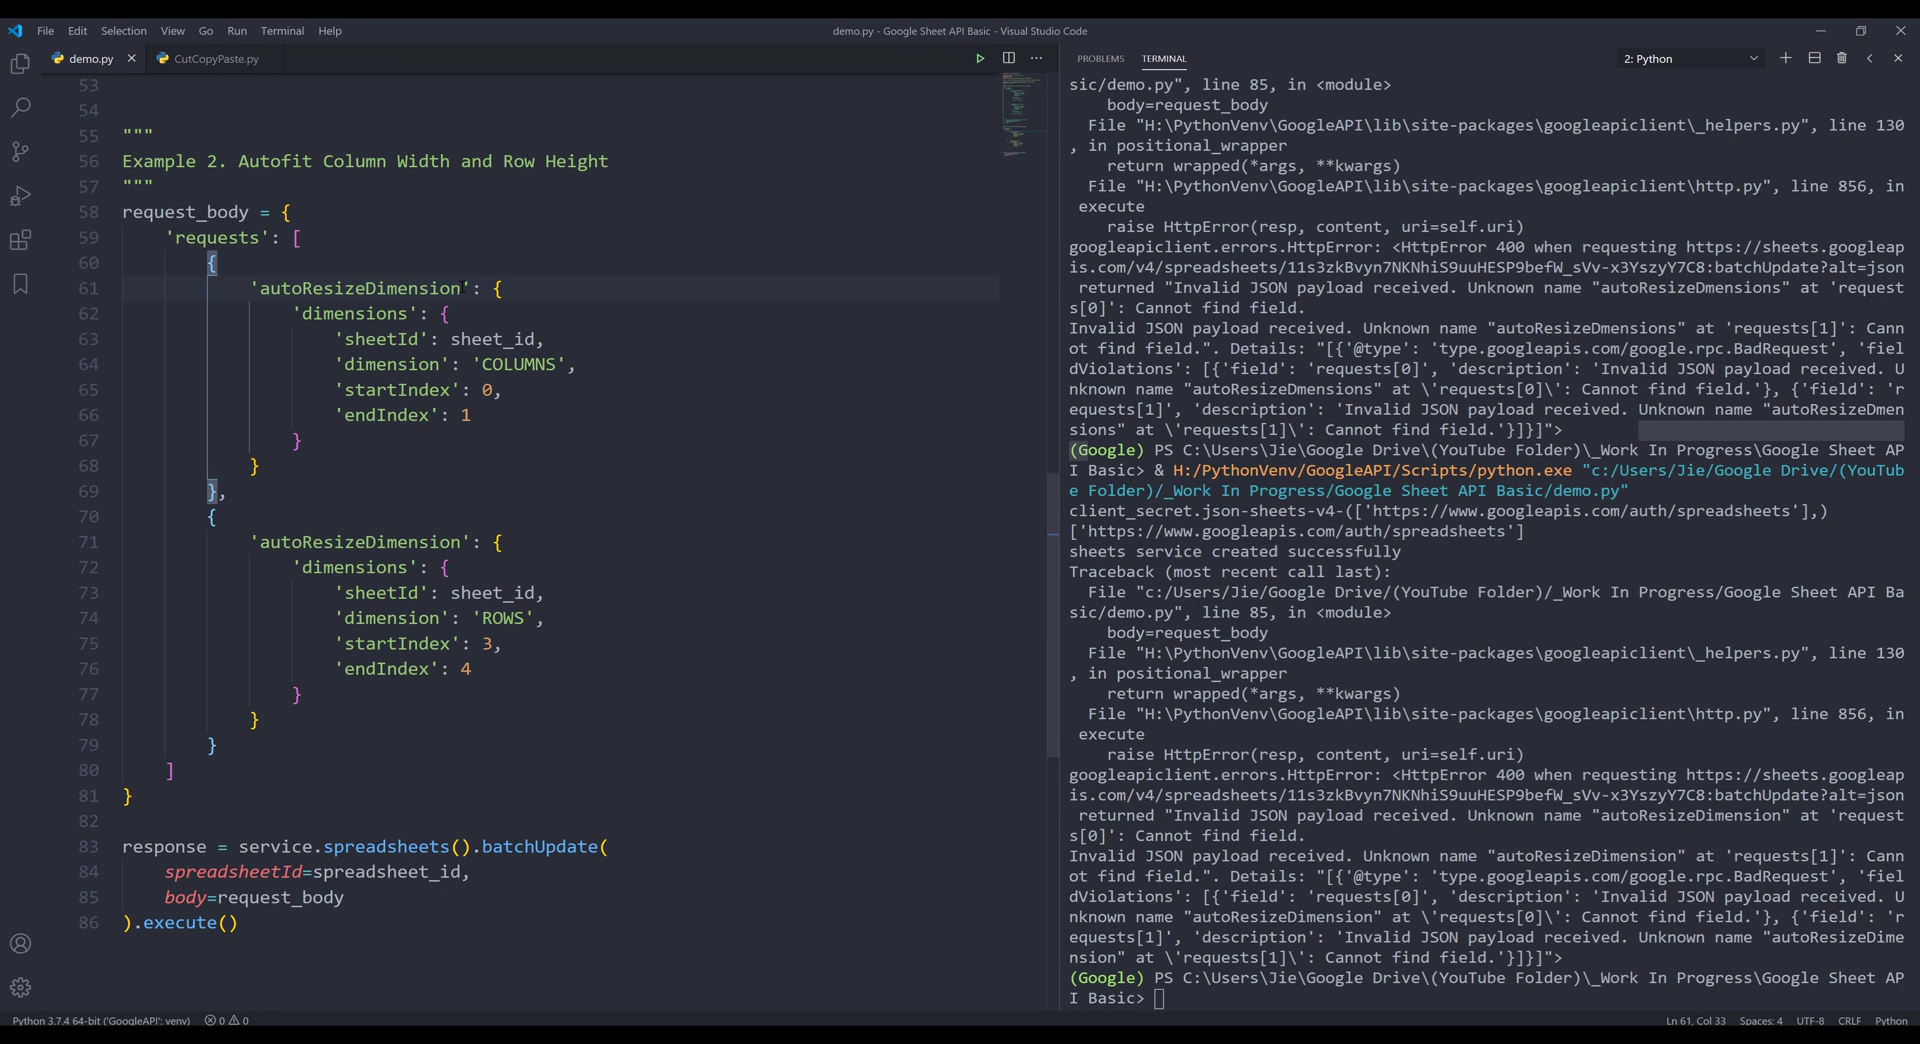 File Edit Selection View Go Run Terminal Help
demo.py - Google Sheet API Basic - Visual Studio Code
demo.py
CutCopyPaste.py
53
54
55 """
56 Example 2. Autofit Column Width and Row Height
57 """
58 request_body = {
59 'requests': [
60 {
61 'autoResizeDimension': {
62 'dimensions': {
63 'sheetId': sheet_id,
64 'dimension': 'COLUMNS',
65 'startIndex': 0,
66 'endIndex': 1
67 }
68 }
69 },
70 {
71 'autoResizeDimension': {
72 'dimensions': {
73 'sheetId': sheet_id,
74 'dimension': 'ROWS',
75 'startIndex': 3,
76 'endIndex': 4
77 }
78 }
79 }
80 ]
81 }
82
83 response = service.spreadsheets().batchUpdate(
84 spreadsheetId=spreadsheet_id,
85 body=request_body
86 ).execute()
PROBLEMS TERMINAL
2: Python
sic/demo.py", line 85, in <module>
body=request_body
File "H:\PythonVenv\GoogleAPI\lib\site-packages\googleapiclient\_helpers.py", line 130
, in positional_wrapper
return wrapped(*args, **kwargs)
File "H:\PythonVenv\GoogleAPI\lib\site-packages\googleapiclient\http.py", line 856, in
execute
raise HttpError(resp, content, uri=self.uri)
googleapiclient.errors.HttpError: <HttpError 400 when requesting https://sheets.googleap
is.com/v4/spreadsheets/11s3zkBvyn7NKNhiS9uuHESP9befW_sVv-x3YszyY7C8:batchUpdate?alt=json
returned "Invalid JSON payload received. Unknown name "autoResizeDmensions" at 'request
s[0]': Cannot find field.
Invalid JSON payload received. Unknown name "autoResizeDmensions" at 'requests[1]': Cann
ot find field.". Details: "[{'@type': 'type.googleapis.com/google.rpc.BadRequest', 'fiel
dViolations': [{'field': 'requests[0]', 'description': 'Invalid JSON payload received. U
nknown name "autoResizeDmensions" at \'requests[0]\': Cannot find field.'}, {'field': 'r
equests[1]', 'description': 'Invalid JSON payload received. Unknown name "autoResizeDmen
sions" at \'requests[1]\': Cannot find field.'}]}]">
(Google) PS C:\Users\Jie\Google Drive\(YouTube Folder)\_Work In Progress\Google Sheet AP
I Basic> & H:/PythonVenv/GoogleAPI/Scripts/python.exe "c:/Users/Jie/Google Drive/(YouTub
e Folder)/_Work In Progress/Google Sheet API Basic/demo.py"
client_secret.json-sheets-v4-(['https://www.googleapis.com/auth/spreadsheets'],)
['https://www.googleapis.com/auth/spreadsheets']
sheets service created successfully
Traceback (most recent call last):
File "c:/Users/Jie/Google Drive/(YouTube Folder)/_Work In Progress/Google Sheet API Ba
sic/demo.py", line 85, in <module>
body=request_body
File "H:\PythonVenv\GoogleAPI\lib\site-packages\googleapiclient\_helpers.py", line 130
, in positional_wrapper
return wrapped(*args, **kwargs)
File "H:\PythonVenv\GoogleAPI\lib\site-packages\googleapiclient\http.py", line 856, in
execute
raise HttpError(resp, content, uri=self.uri)
googleapiclient.errors.HttpError: <HttpError 400 when requesting https://sheets.googleap
is.com/v4/spreadsheets/11s3zkBvyn7NKNhiS9uuHESP9befW_sVv-x3YszyY7C8:batchUpdate?alt=json
returned "Invalid JSON payload received. Unknown name "autoResizeDimension" at 'request
s[0]': Cannot find field.
Invalid JSON payload received. Unknown name "autoResizeDimension" at 'requests[1]': Cann
ot find field.". Details: "[{'@type': 'type.googleapis.com/google.rpc.BadRequest', 'fiel
dViolations': [{'field': 'requests[0]', 'description': 'Invalid JSON payload received. U
nknown name "autoResizeDimension" at \'requests[0]\': Cannot find field.'}, {'field': 'r
equests[1]', 'description': 'Invalid JSON payload received. Unknown name "autoResizeDime
nsion" at \'requests[1]\': Cannot find field.'}]}]">
(Google) PS C:\Users\Jie\Google Drive\(YouTube Folder)\_Work In Progress\Google Sheet AP
I Basic>
Python 3.7.4 64-bit ('GoogleAPI': venv) 0 0
Ln 61, Col 33 Spaces: 4 UTF-8 CRLF Python